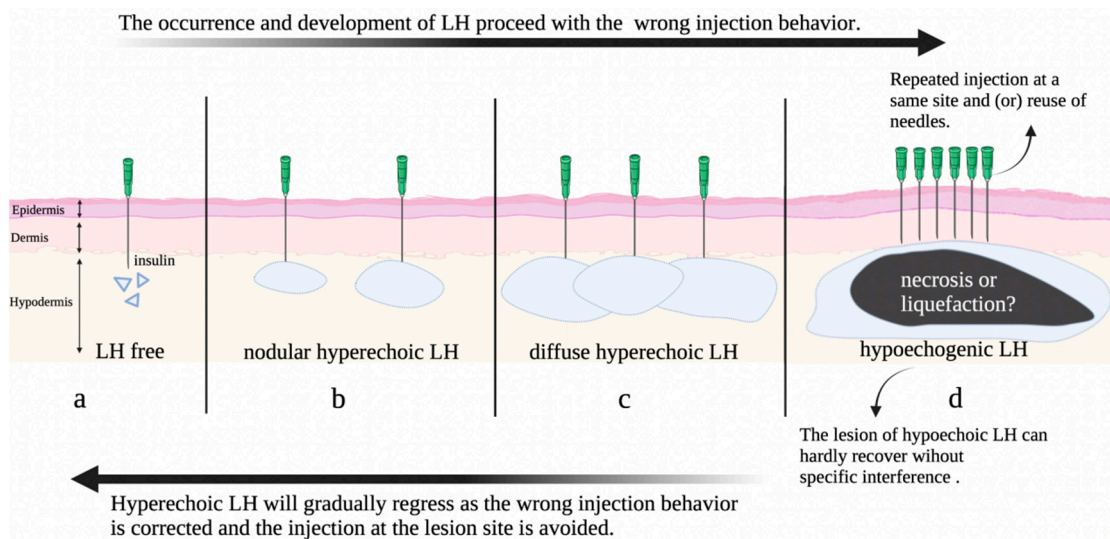 The occurrence and development of LH proceed with the wrong injection behavior.
Repeated injection at a
same site and (or) reuse of
needles.
Epidermis
Dermis
Hypodermis
insulin
necrosis or
liquefaction?
LH free
nodular hyperechoic LH
diffuse hyperechoic LH
hypoechogenic LH
a
b
c
d
The lesion of hypoechoic LH can
hardly recover wihout
specific interference .
Hyperechoic LH will gradually regress as the wrong injection behavior
is corrected and the injection at the lesion site is avoided.